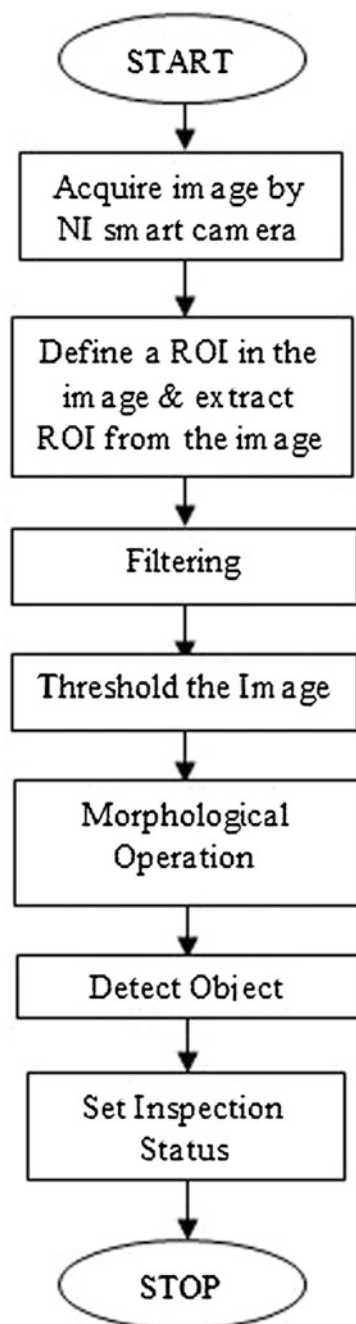 START
Acquire image by
NI smart camera
Define a ROI in the
image & extract
ROI from the image
Filtering
Threshold the Image
Morphological
Operation
Detect Object
Set Inspection
Status
STOP